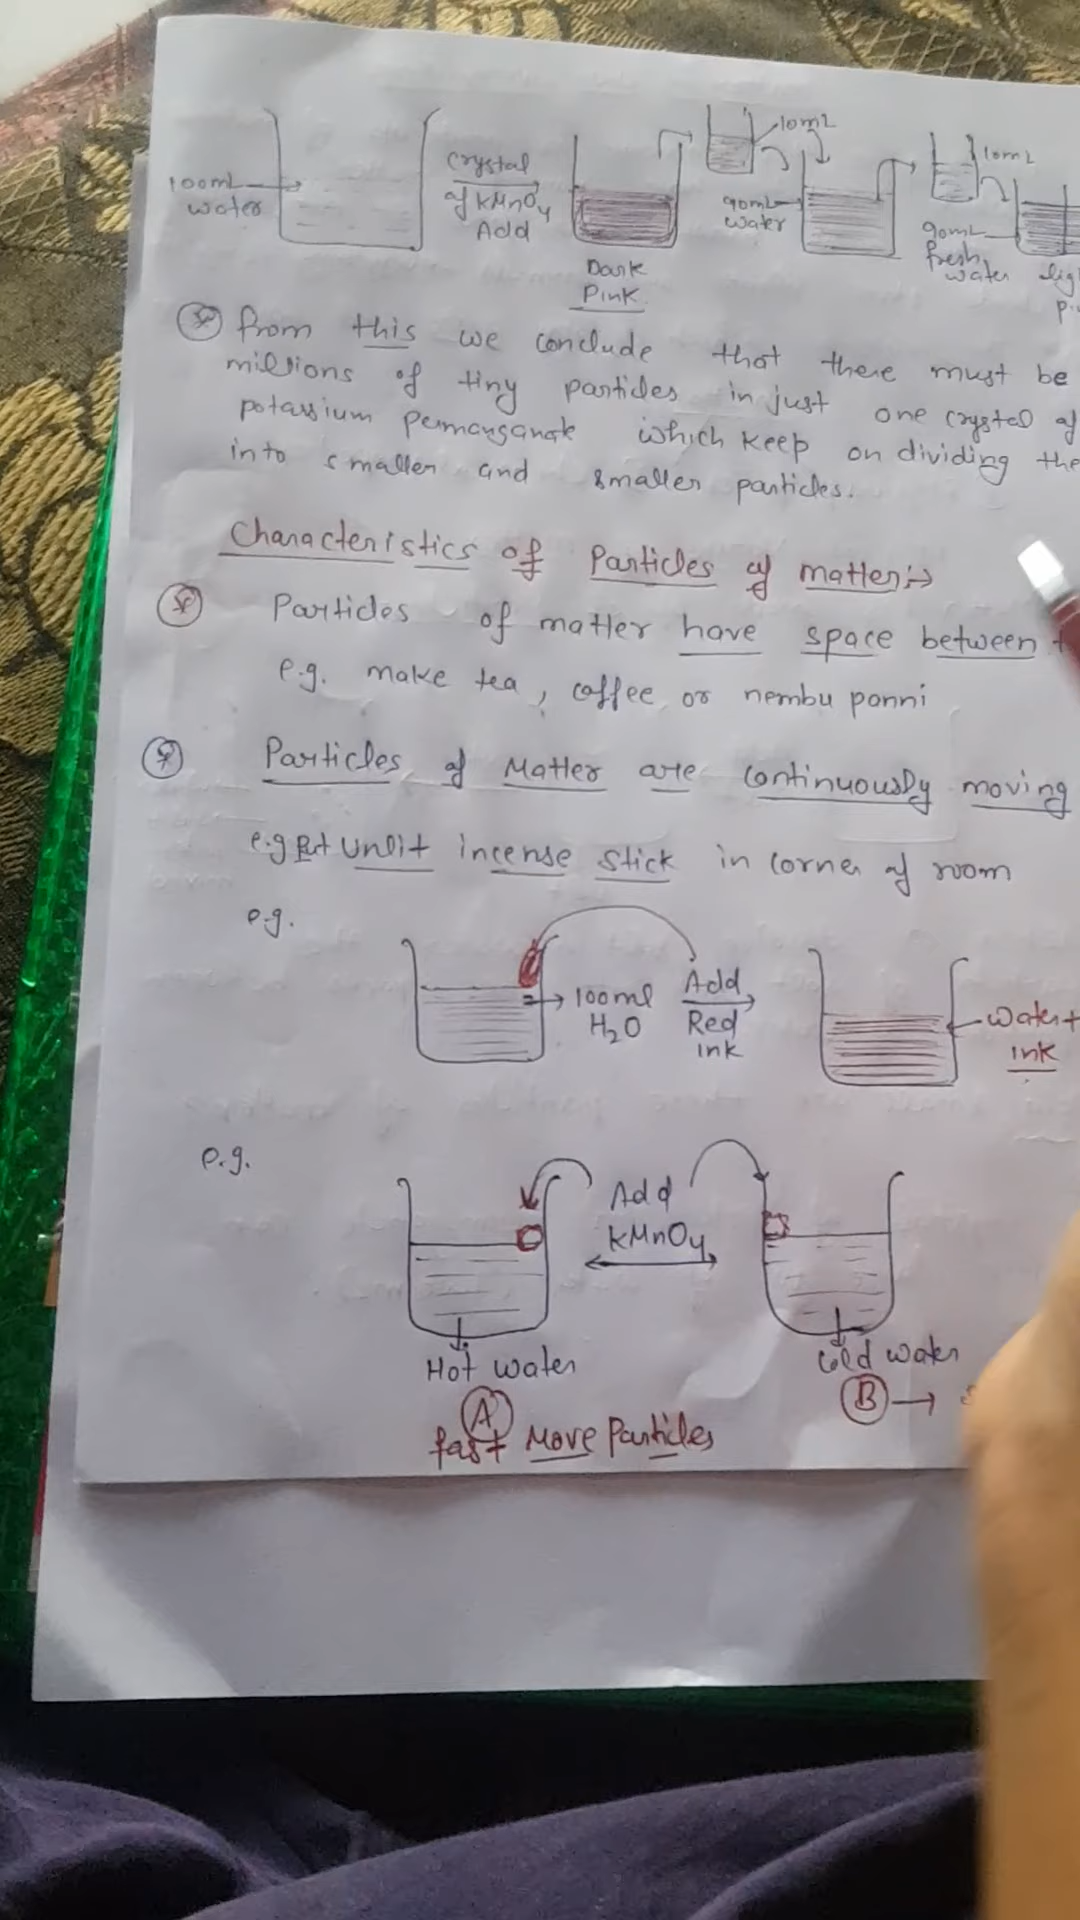 100mL
water
Crystal
of KMnO4
Add
Dark
Pink
10mL
90mL
water
10mL
90mL
fresh
water
from this we conclude that there must be
millions of tiny particles in just one crystal of
potassium permanganate which keep on dividing
into smaller and smaller particles.
Characteristics of Particles of matter:→
Particles of matter have space between
e.g. make tea, coffee or nembu panni
Particles of Matter are continuously moving
e.g Put unlit incense stick in corner of room
e.g.
→ 100ml
H2O
Add
Red
ink
water+
ink
e.g.
Add
KMnO4
Hot water
Cold water
A
B →
fast Move Particles